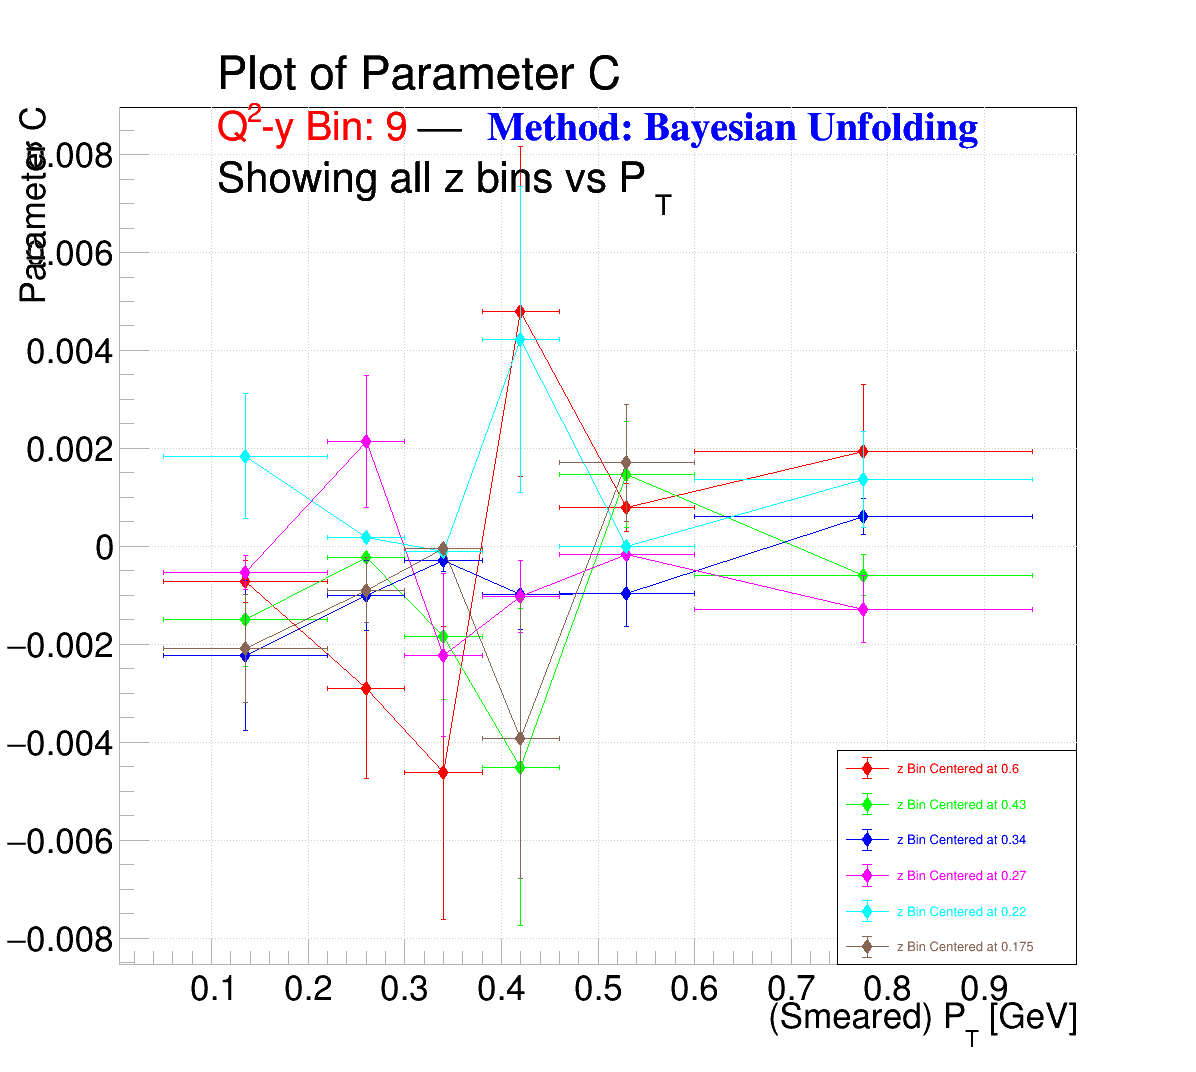 Plot of Parameter C
Q²-y Bin: 9 — Method: Bayesian Unfolding
Showing all z bins vs P_T
Parameter C
0.008
0.006
0.004
0.002
0
−0.002
−0.004
−0.006
−0.008
z Bin Centered at 0.6
z Bin Centered at 0.43
z Bin Centered at 0.34
z Bin Centered at 0.27
z Bin Centered at 0.22
z Bin Centered at 0.175
0.1 0.2 0.3 0.4 0.5 0.6 0.7 0.8 0.9
(Smeared) P_T [GeV]